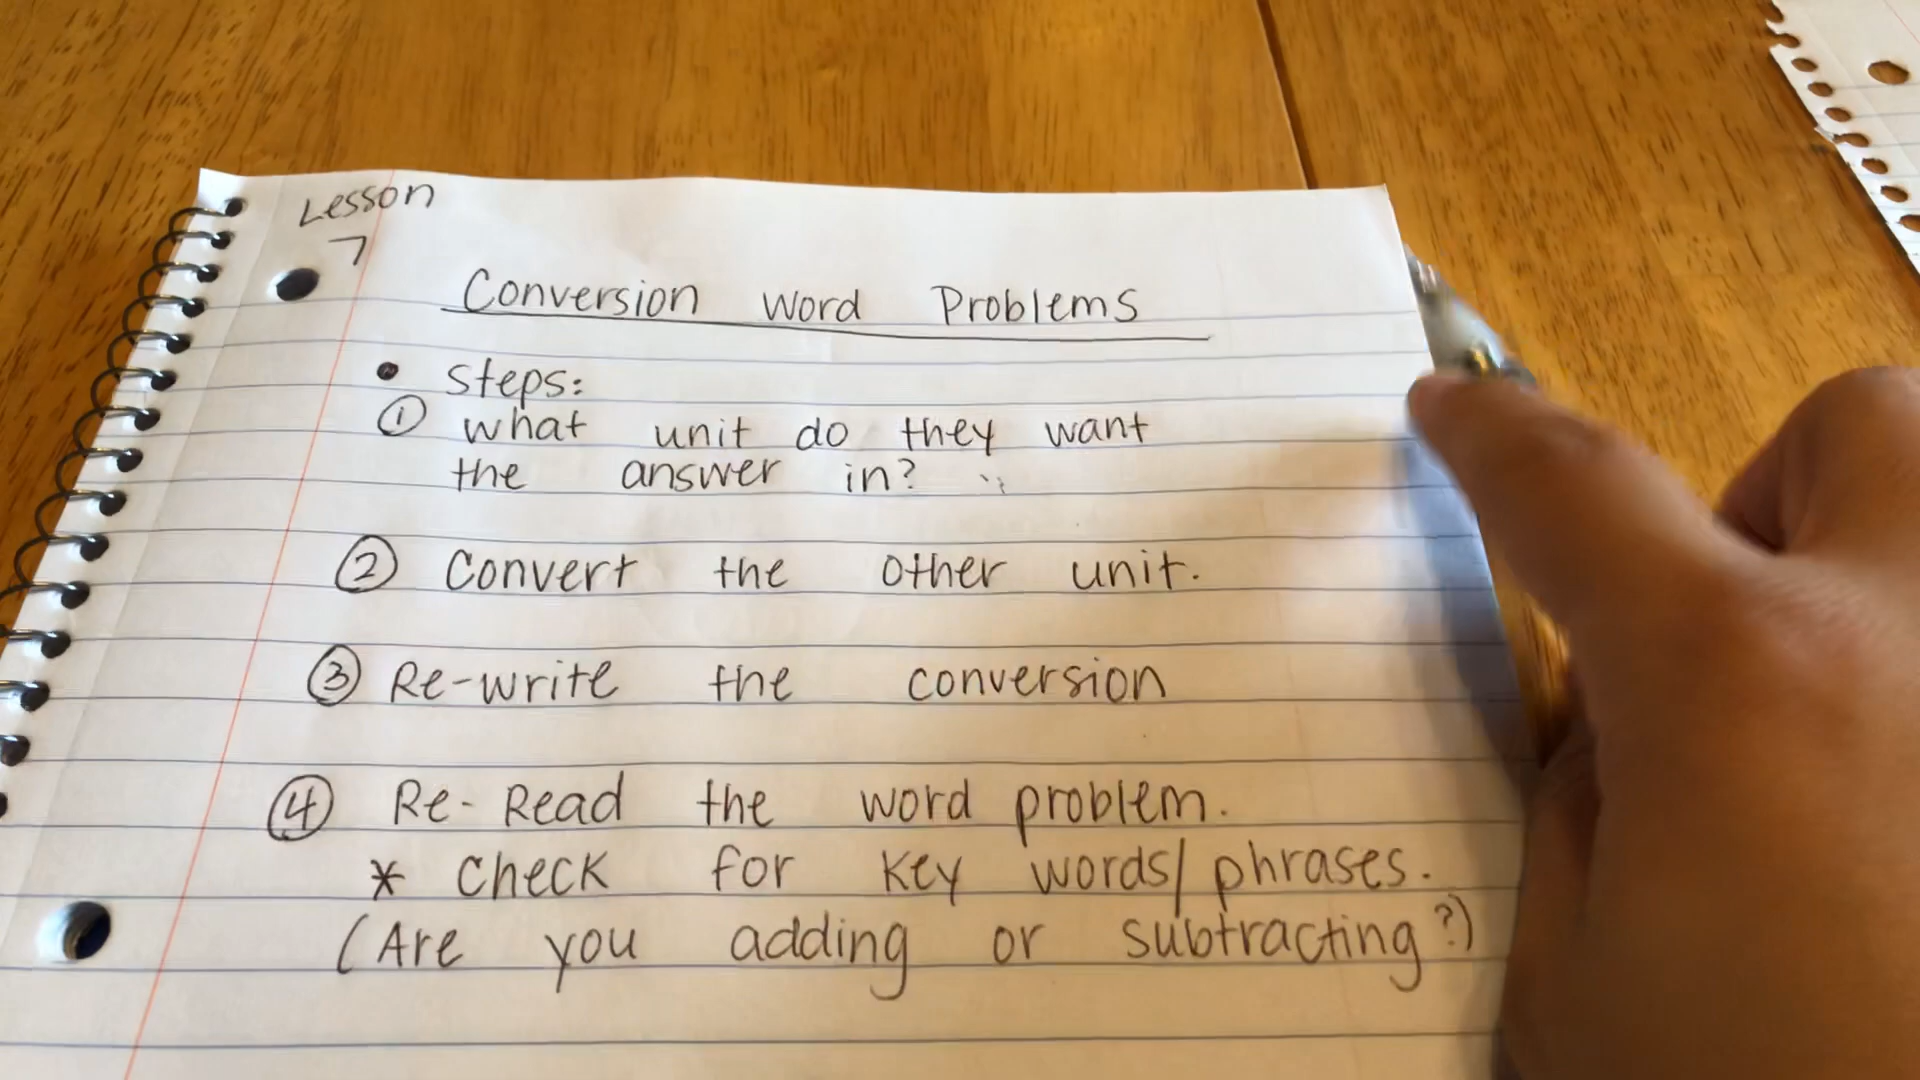 Lesson
7
Conversion Word Problems
• Steps:
① What unit do they want
the answer in?
② Convert the other unit.
③ Re-write the conversion
④ Re-Read the word problem.
* Check for key words/phrases.
(Are you adding or subtracting?)